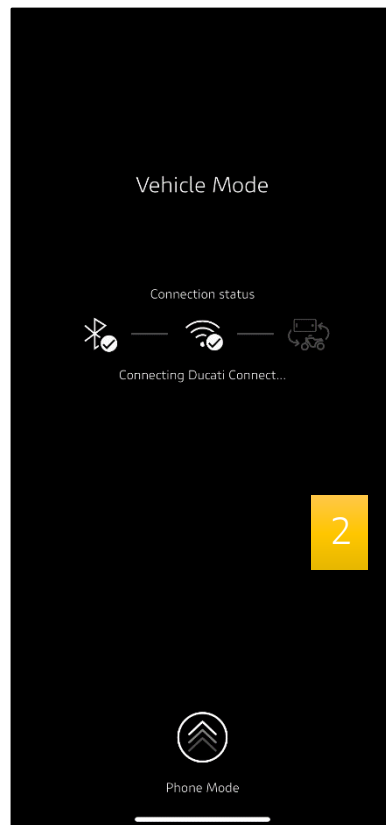 Vehicle Mode
Connection status
Connecting Ducati Connect...
2
Phone Mode